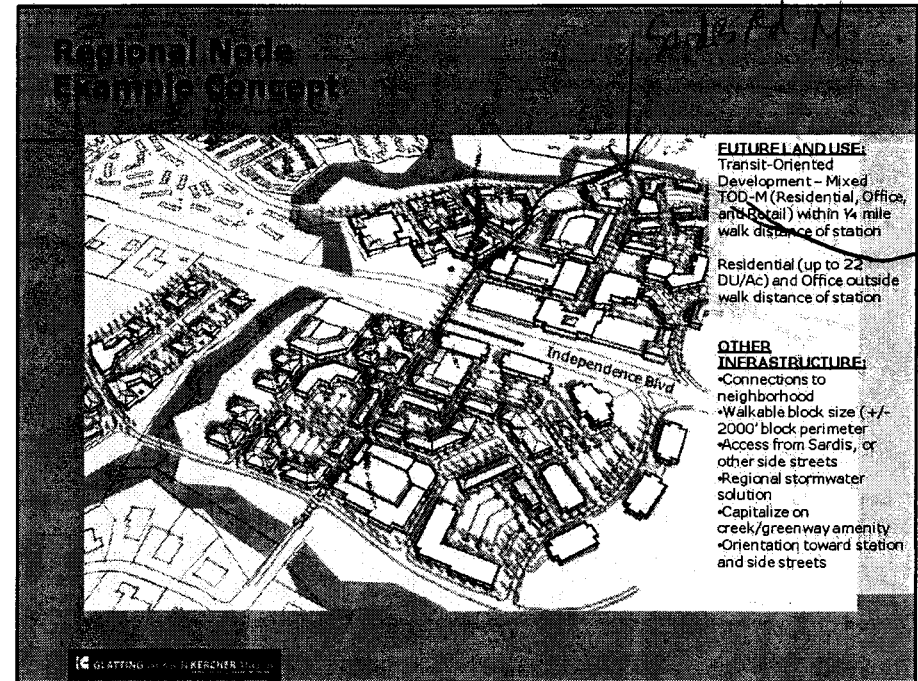 Regional Node
Example Concept
Sardis Rd N
FUTURE LAND USE:
Transit-Oriented
Development – Mixed
TOD-M (Residential, Office,
and Retail) within ¼ mile
walk distance of station
Residential (up to 22
DU/Ac) and Office outside
walk distance of station
OTHER
INFRASTRUCTURE:
•Connections to
neighborhood
•Walkable block size (+/-
2000' block perimeter
•Access from Sardis, or
other side streets
•Regional stormwater
solution
•Capitalize on
creek/greenway amenity
•Orientation toward station
and side streets
Independence Blvd
GLATTING KERCHER